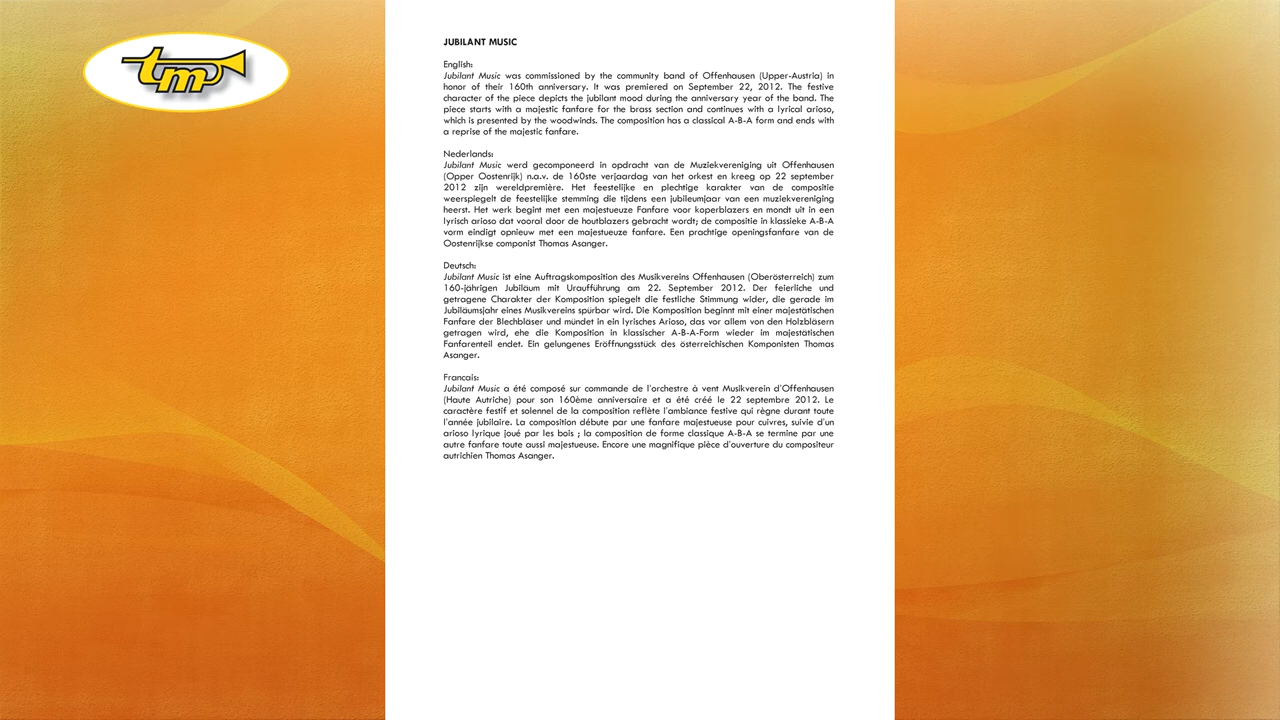 tm
JUBILANT MUSIC
English:
Jubilant Music was commissioned by the community band of Offenhausen (Upper-Austria) in
honor of their 160th anniversary. It was premiered on September 22, 2012. The festive
character of the piece depicts the jubilant mood during the anniversary year of the band. The
piece starts with a majestic fanfare for the brass section and continues with a lyrical arioso,
which is presented by the woodwinds. The composition has a classical A-B-A form and ends with
a reprise of the majestic fanfare.
Nederlands:
Jubilant Music werd gecomponeerd in opdracht van de Muziekvereniging uit Offenhausen
(Opper Oostenrijk) n.a.v. de 160ste verjaardag van het orkest en kreeg op 22 september
2012 zijn wereldpremière. Het feestelijke en plechtige karakter van de compositie
weerspiegelt de feestelijke stemming die tijdens een jubileumjaar van een muziekvereniging
heerst. Het werk begint met een majestueuze Fanfare voor koperblazers en mondt uit in een
lyrisch arioso dat vooral door de houtblazers gebracht wordt; de compositie in klassieke A-B-A
vorm eindigt opnieuw met een majestueuze fanfare. Een prachtige openingsfanfare van de
Oostenrijkse componist Thomas Asanger.
Deutsch:
Jubilant Music ist eine Auftragskomposition des Musikvereins Offenhausen (Oberösterreich) zum
160-jährigen Jubiläum mit Uraufführung am 22. September 2012. Der feierliche und
getragene Charakter der Komposition spiegelt die festliche Stimmung wider, die gerade im
Jubiläumsjahr eines Musikvereins spürbar wird. Die Komposition beginnt mit einer majestätischen
Fanfare der Blechbläser und mündet in ein lyrisches Arioso, das vor allem von den Holzbläsern
getragen wird, ehe die Komposition in klassischer A-B-A-Form wieder im majestätischen
Fanfarenteil endet. Ein gelungenes Eröffnungsstück des österreichischen Komponisten Thomas
Asanger.
Francais:
Jubilant Music a été composé sur commande de l'orchestre à vent Musikverein d'Offenhausen
(Haute Autriche) pour son 160ème anniversaire et a été créé le 22 septembre 2012. Le
caractère festif et solennel de la composition reflète l'ambiance festive qui règne durant toute
l'année jubilaire. La composition débute par une fanfare majestueuse pour cuivres, suivie d'un
arioso lyrique joué par les bois ; la composition de forme classique A-B-A se termine par une
autre fanfare toute aussi majestueuse. Encore une magnifique pièce d'ouverture du compositeur
autrichien Thomas Asanger.